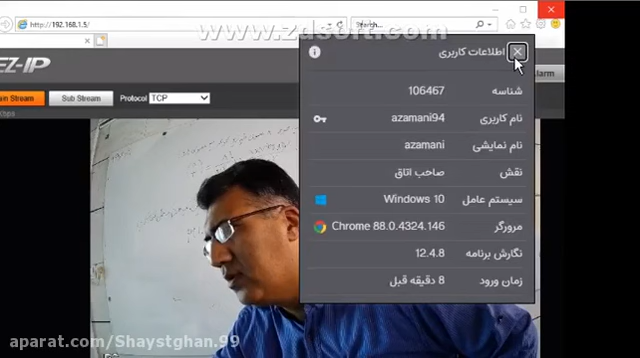 http://192.168.1.5/
Search...
www.zdsoft.com
EZ-IP
Main Stream
Sub Stream
Protocol TCP
Alarm
اطلاعات کاربری
شناسه 106467
نام کاربری azamani94
نام نمایشی azamani
نقش صاحب اتاق
سیستم عامل Windows 10
مرورگر Chrome 88.0.4324.146
نگارش برنامه 12.4.8
زمان ورود 8 دقیقه قبل
aparat.com/Shaystghan.99